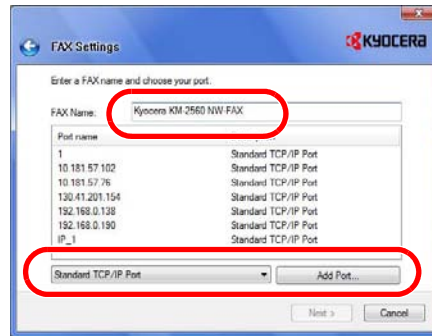 FAX Settings
KYOCERA
Enter a FAX name and choose your port.
FAX Name: Kyocera KM-2560 NW-FAX
Port name
1 Standard TCP/IP Port
10.181.57.102 Standard TCP/IP Port
10.181.57.76 Standard TCP/IP Port
130.41.201.154 Standard TCP/IP Port
192.168.0.138 Standard TCP/IP Port
192.168.0.190 Standard TCP/IP Port
IP_1 Standard TCP/IP Port
Standard TCP/IP Port Add Port...
Next > Cancel